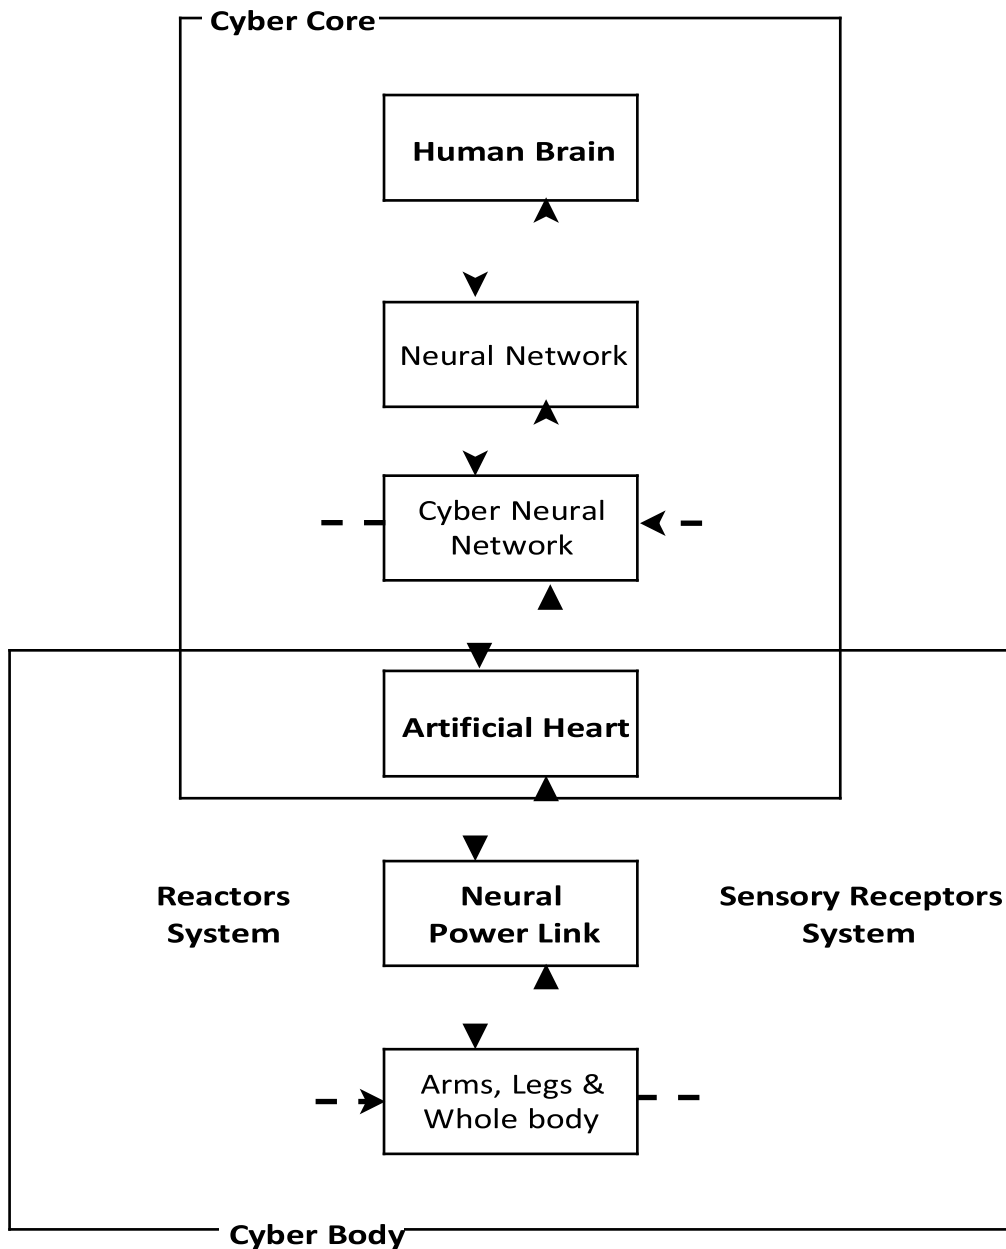 Cyber Core
Human Brain
Neural Network
Cyber Neural
Network
Artificial Heart
Reactors
System
Neural
Power Link
Sensory Receptors
System
Arms, Legs &
Whole body
Cyber Body